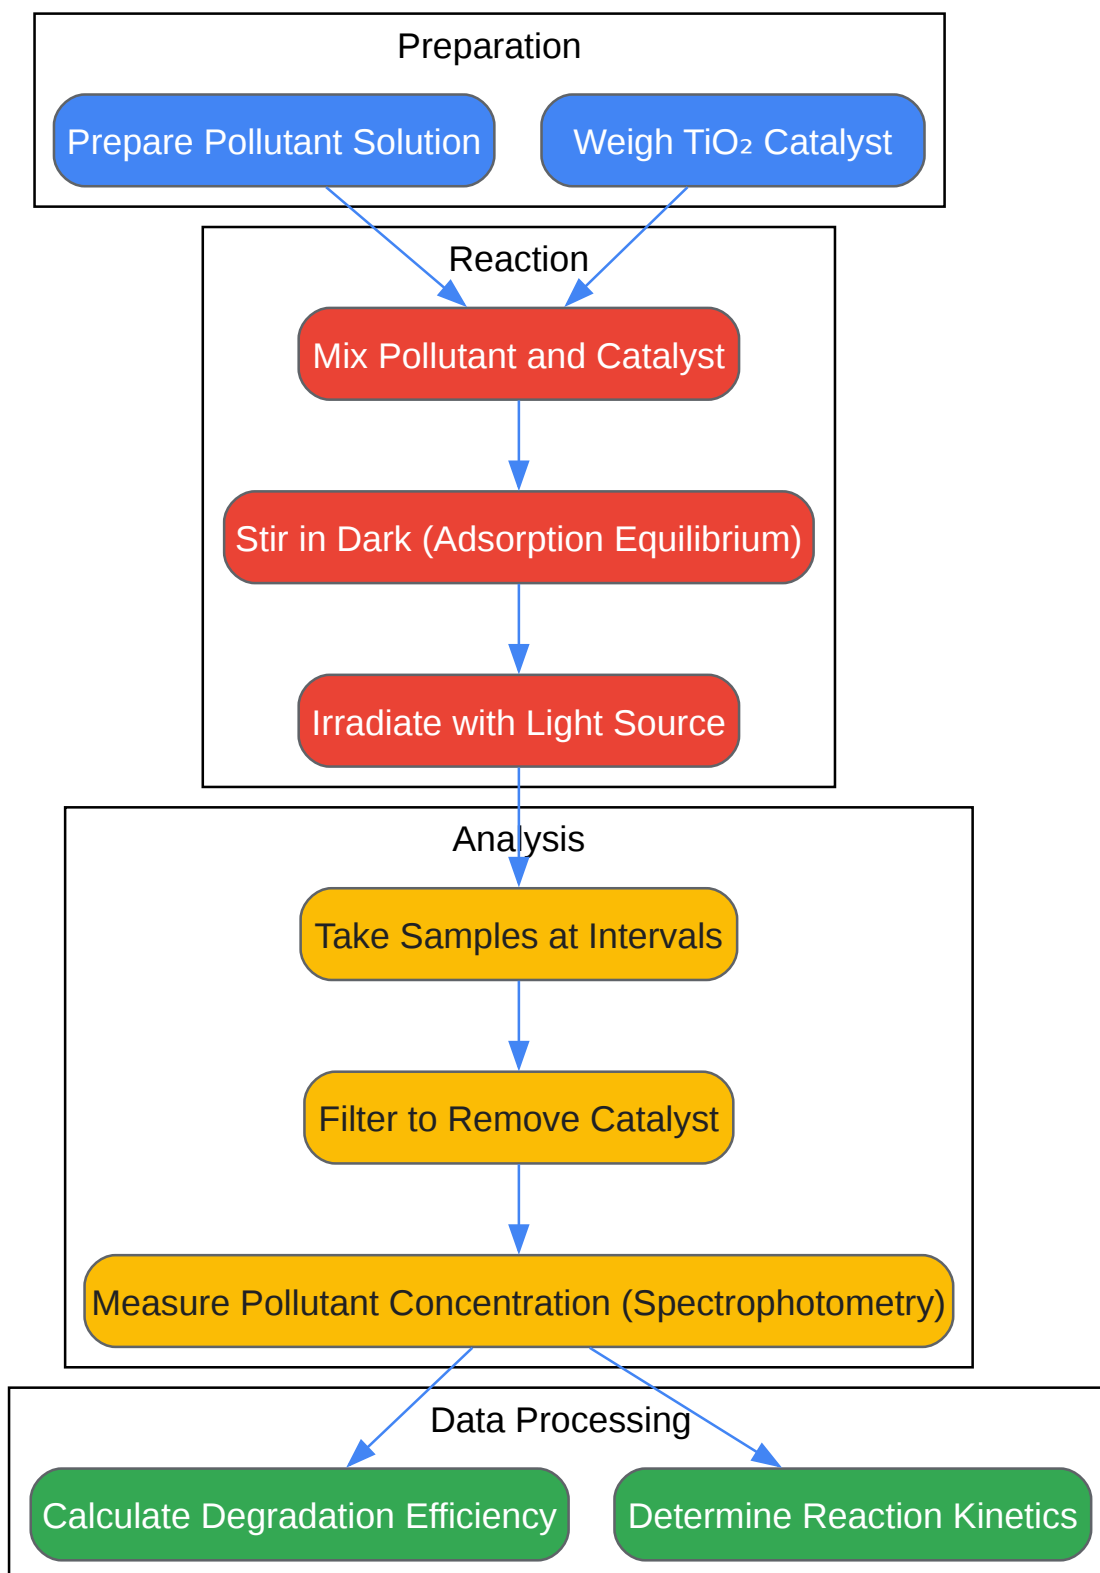 Preparation
Prepare Pollutant Solution
Weigh TiO₂ Catalyst
Reaction
Mix Pollutant and Catalyst
Stir in Dark (Adsorption Equilibrium)
Irradiate with Light Source
Analysis
Take Samples at Intervals
Filter to Remove Catalyst
Measure Pollutant Concentration (Spectrophotometry)
Data Processing
Calculate Degradation Efficiency
Determine Reaction Kinetics